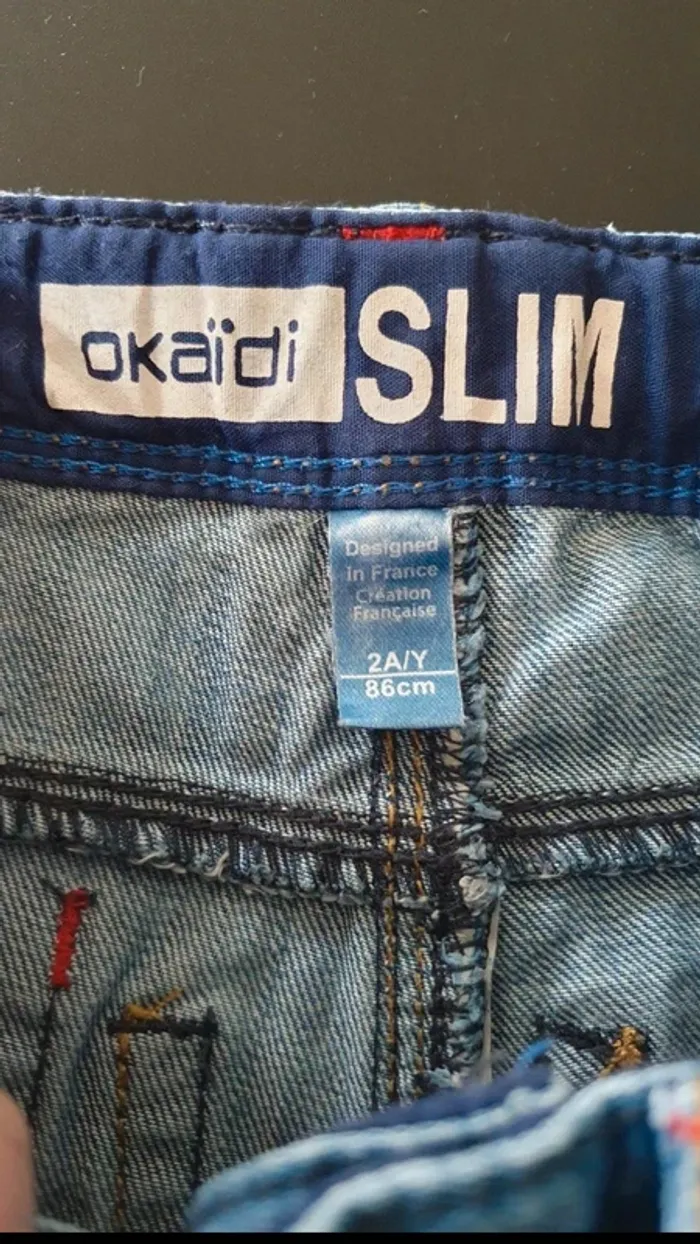 okaïdi SLIM
Designed
in France
Création
Française
2A/Y
86cm